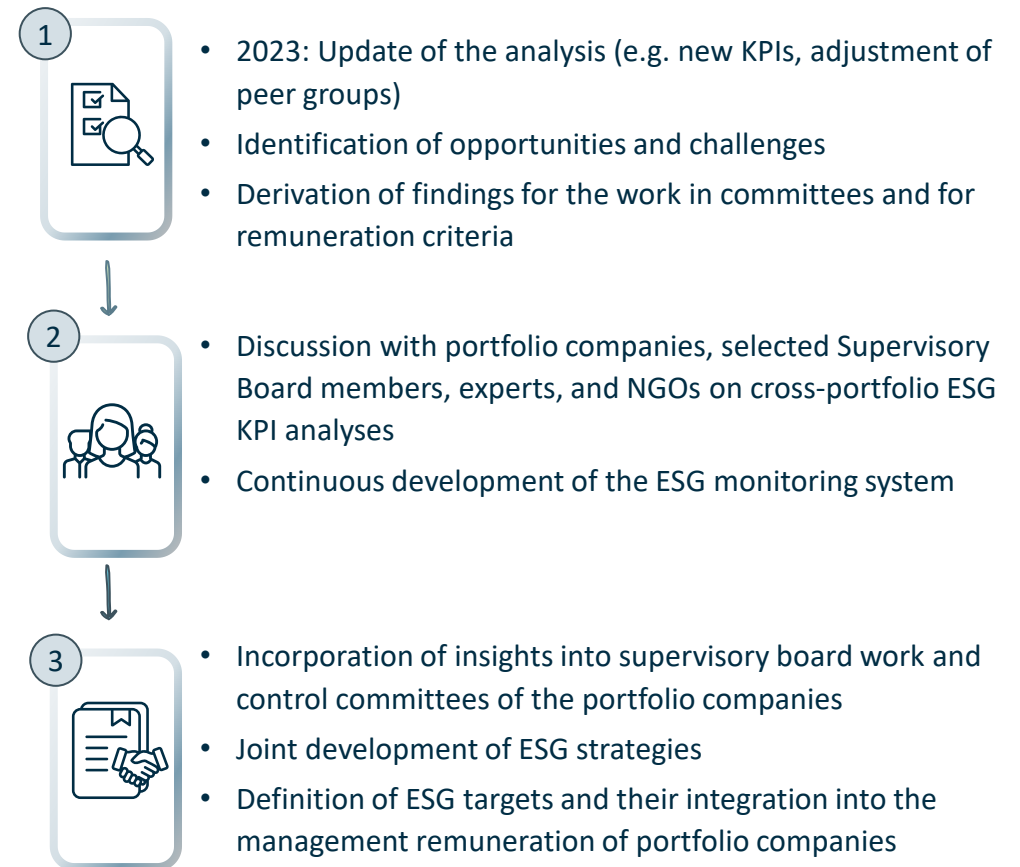 1
• 2023: Update of the analysis (e.g. new KPIs, adjustment of
peer groups)
• Identification of opportunities and challenges
• Derivation of findings for the work in committees and for
remuneration criteria
2
• Discussion with portfolio companies, selected Supervisory
Board members, experts, and NGOs on cross-portfolio ESG
KPI analyses
• Continuous development of the ESG monitoring system
3
• Incorporation of insights into supervisory board work and
control committees of the portfolio companies
• Joint development of ESG strategies
• Definition of ESG targets and their integration into the
management remuneration of portfolio companies